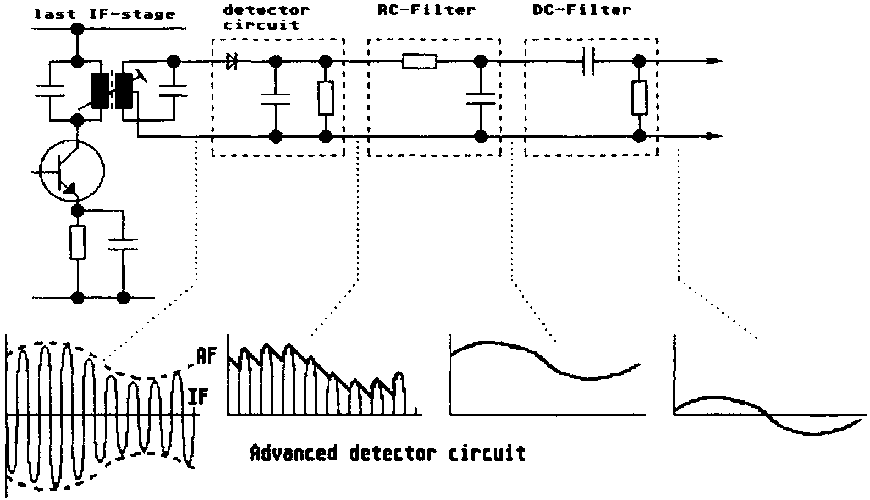 last IF-stage
detector
circuit
RC-Filter
DC-Filter
AF
IF
Advanced detector circuit